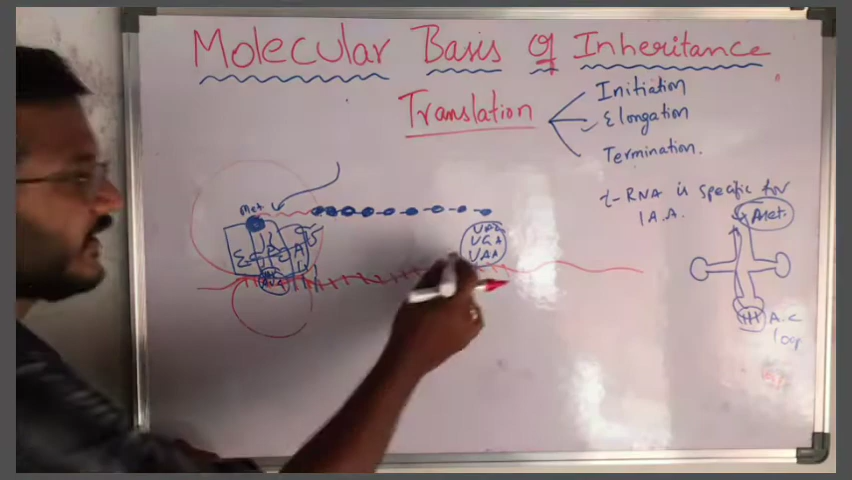 Molecular Basis Of Inheritance
Translation
Initiation
Elongation
Termination.
t-RNA is specific for
1 A.A.
Met.
Met.
E P A
UAG
UGA
UAA
A.C
loop